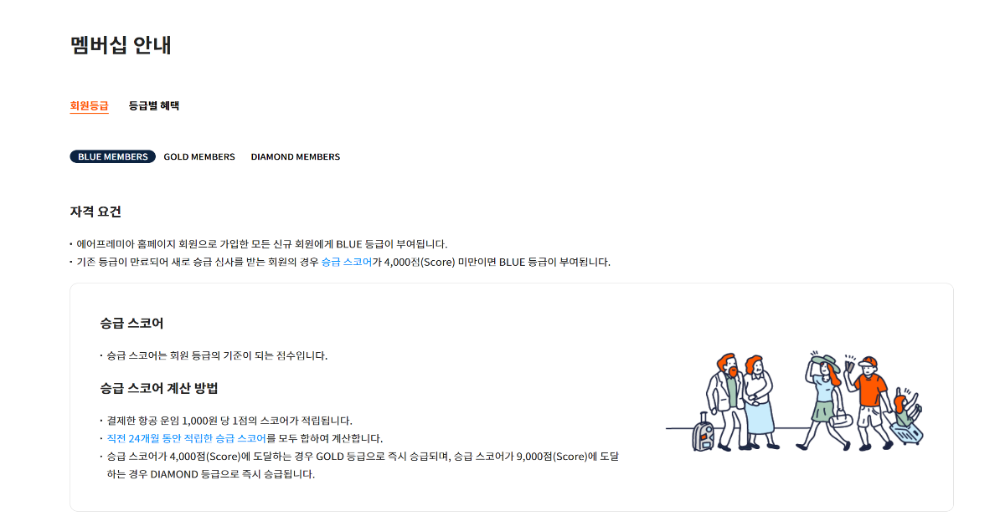 멤버십 안내
회원등급 등급별 혜택
BLUE MEMBERS GOLD MEMBERS DIAMOND MEMBERS
자격 요건
· 에어프레미아 홈페이지 회원으로 가입한 모든 신규 회원에게 BLUE 등급이 부여됩니다.
· 기존 등급이 만료되어 새로 승급 심사를 받는 회원의 경우 승급 스코어가 4,000점(Score) 미만이면 BLUE 등급이 부여됩니다.
승급 스코어
· 승급 스코어는 회원 등급의 기준이 되는 점수입니다.
승급 스코어 계산 방법
· 결제한 항공 운임 1,000원 당 1점의 스코어가 적립됩니다.
· 직전 24개월 동안 적립한 승급 스코어를 모두 합하여 계산합니다.
· 승급 스코어가 4,000점(Score)에 도달하는 경우 GOLD 등급으로 즉시 승급되며, 승급 스코어가 9,000점(Score)에 도달
하는 경우 DIAMOND 등급으로 즉시 승급됩니다.